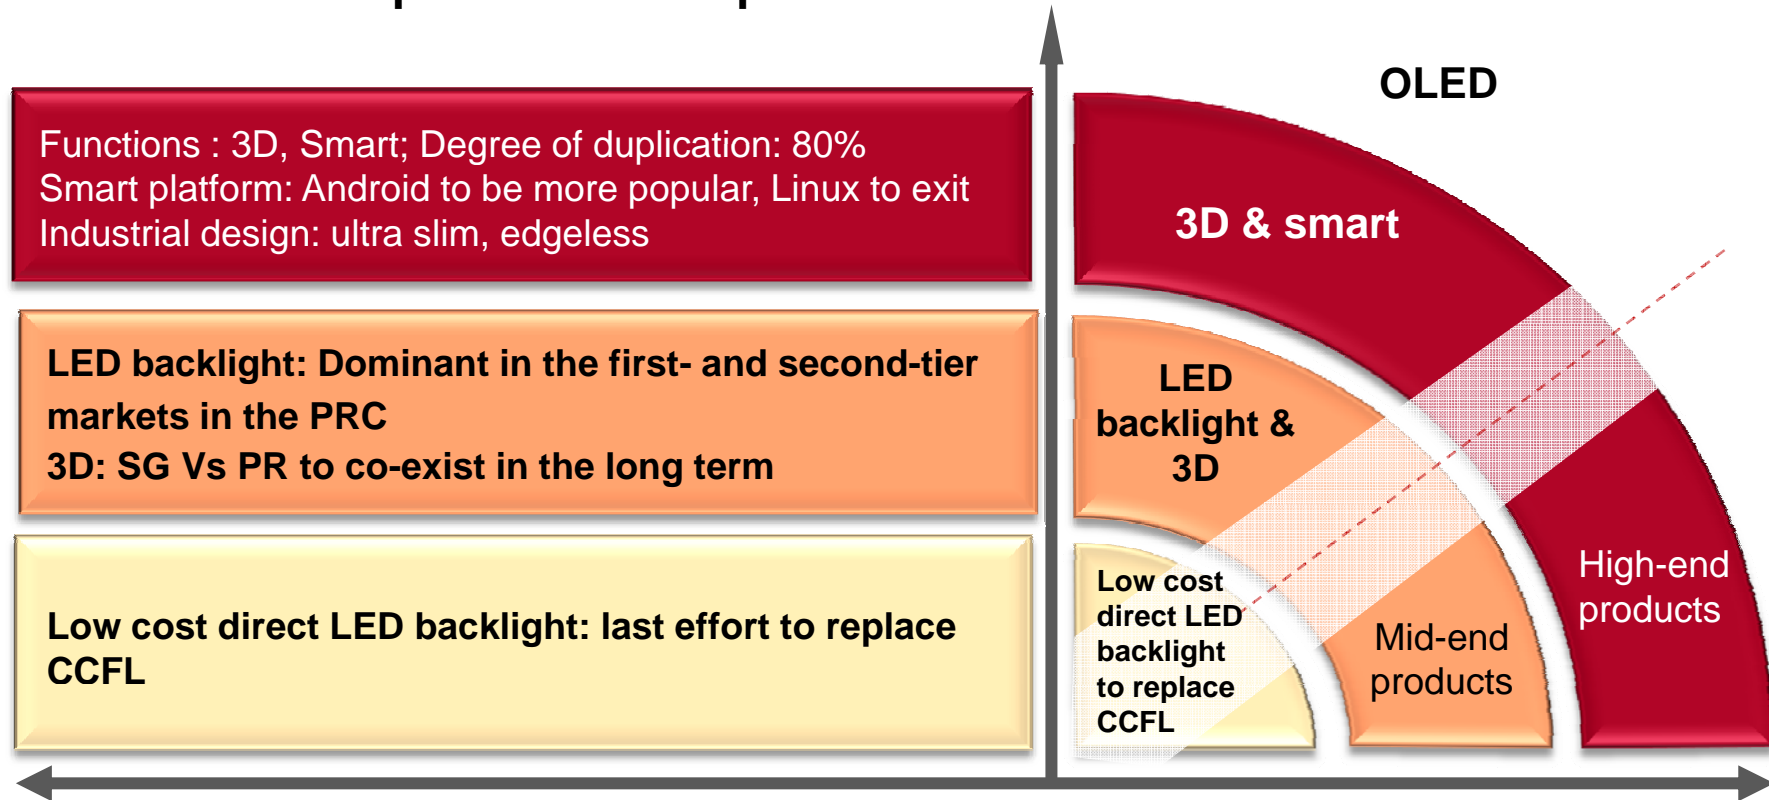 Functions : 3D, Smart; Degree of duplication: 80%
Smart platform: Android to be more popular, Linux to exit
Industrial design: ultra slim, edgeless
LED backlight: Dominant in the first- and second-tier
markets in the PRC
3D: SG Vs PR to co-exist in the long term
Low cost direct LED backlight: last effort to replace
CCFL
OLED
3D & smart
LED
backlight &
3D
Low cost
direct LED
backlight
to replace
CCFL
High-end
products
Mid-end
products